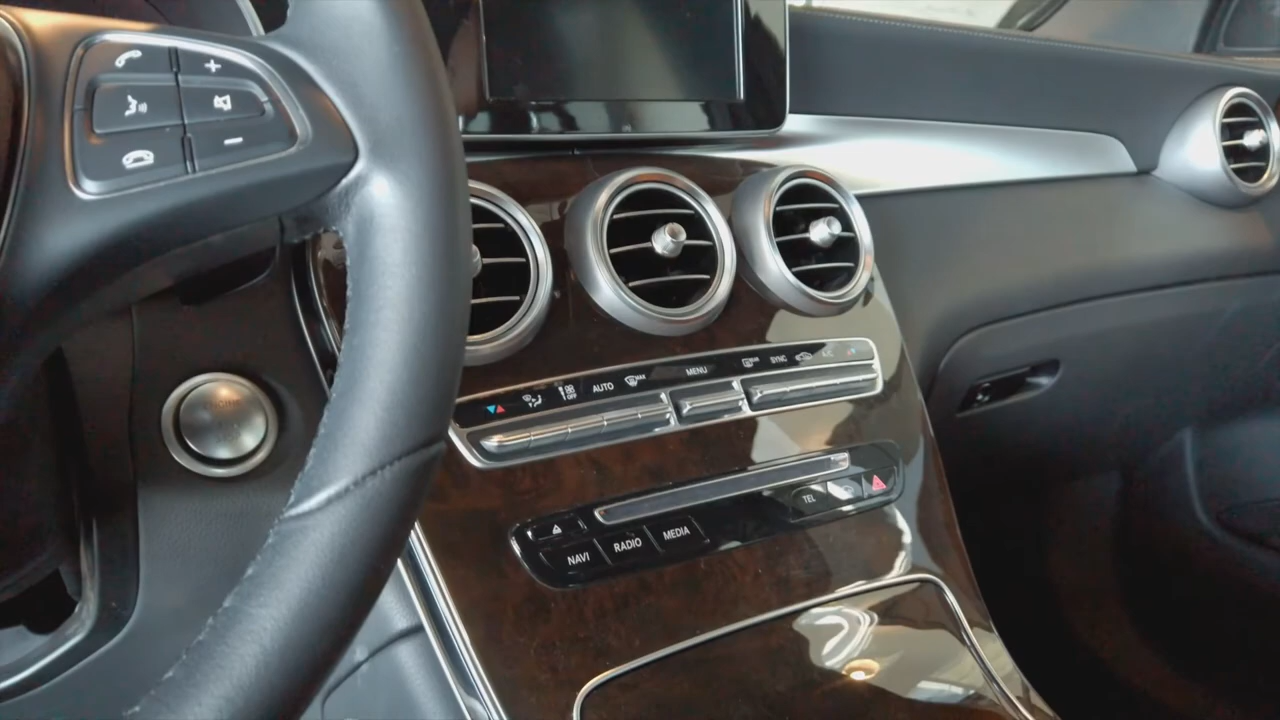 MENU
SYNC
AUTO
MAX
OFF
TEL
NAVI
RADIO
MEDIA